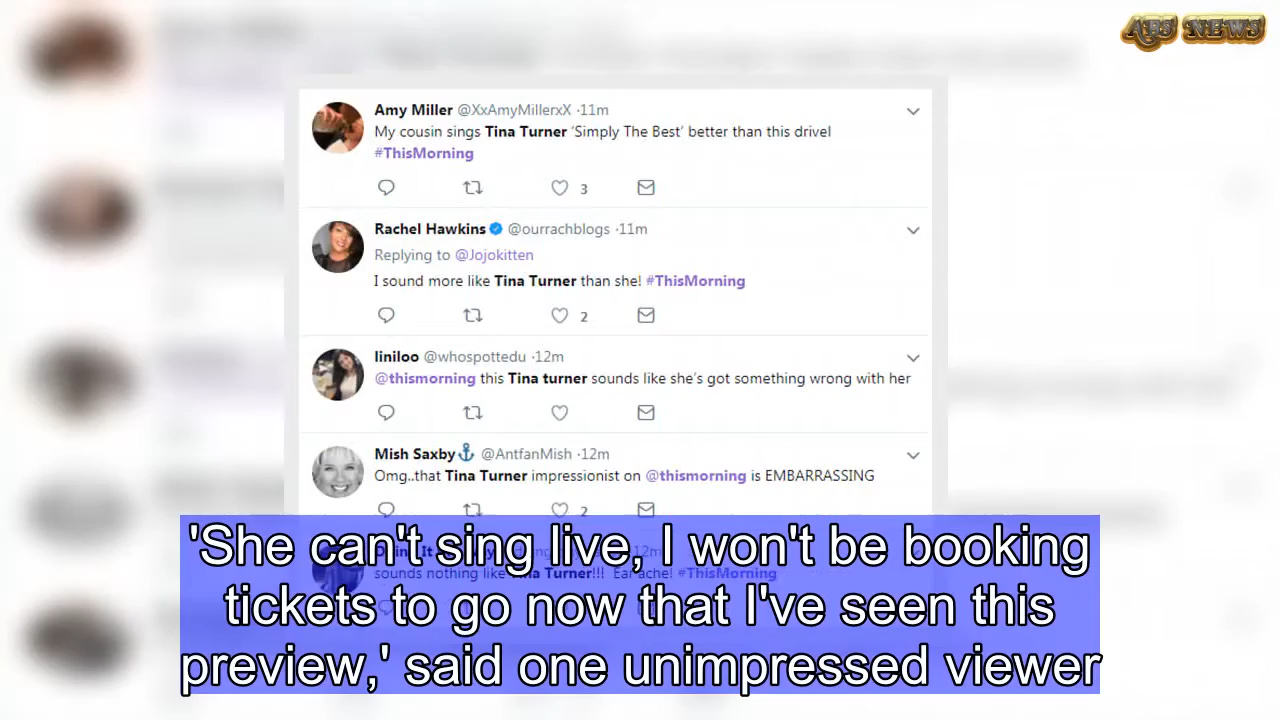 ABS NEWS
Amy Miller @XxAmyMillerxX ·11m
My cousin sings Tina Turner 'Simply The Best' better than this drivel
#ThisMorning
3
Rachel Hawkins @ourrachblogs ·11m
Replying to @Jojokitten
I sound more like Tina Turner than she! #ThisMorning
2
liniloo @whospottedu ·12m
@thismorning this Tina turner sounds like she's got something wrong with her
Mish Saxby @AntfanMish ·12m
Omg..that Tina Turner impressionist on @thismorning is EMBARRASSING
2
12m
sounds nothing like Tina Turner!!! Ear ache! #ThisMorning
'She can't sing live, I won't be booking
tickets to go now that I've seen this
preview,' said one unimpressed viewer